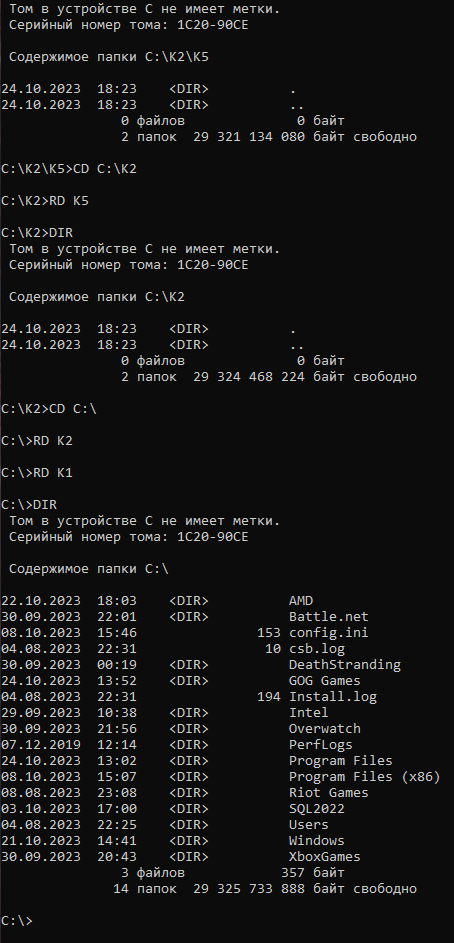 Том в устройстве C не имеет метки.
Серийный номер тома: 1C20-90CE
Содержимое папки C:\K2\K5
24.10.2023  18:23    <DIR>          .
24.10.2023  18:23    <DIR>          ..
0 файлов              0 байт
2 папок  29 321 134 080 байт свободно
C:\K2\K5>CD C:\K2
C:\K2>RD K5
C:\K2>DIR
Том в устройстве C не имеет метки.
Серийный номер тома: 1C20-90CE
Содержимое папки C:\K2
24.10.2023  18:23    <DIR>          .
24.10.2023  18:23    <DIR>          ..
0 файлов              0 байт
2 папок  29 324 468 224 байт свободно
C:\K2>CD C:\
C:\>RD K2
C:\>RD K1
C:\>DIR
Том в устройстве C не имеет метки.
Серийный номер тома: 1C20-90CE
Содержимое папки C:\
22.10.2023  18:03    <DIR>          AMD
30.09.2023  22:01    <DIR>          Battle.net
08.10.2023  15:46               153 config.ini
04.08.2023  22:31                10 csb.log
30.09.2023  00:19    <DIR>          DeathStranding
24.10.2023  13:52    <DIR>          GOG Games
04.08.2023  22:31               194 Install.log
29.09.2023  10:38    <DIR>          Intel
30.09.2023  21:56    <DIR>          Overwatch
07.12.2019  12:14    <DIR>          PerfLogs
24.10.2023  13:02    <DIR>          Program Files
08.10.2023  15:07    <DIR>          Program Files (x86)
08.08.2023  23:08    <DIR>          Riot Games
03.10.2023  17:00    <DIR>          SQL2022
04.08.2023  22:25    <DIR>          Users
21.10.2023  14:41    <DIR>          Windows
30.09.2023  20:43    <DIR>          XboxGames
3 файлов            357 байт
14 папок  29 325 733 888 байт свободно
C:\>